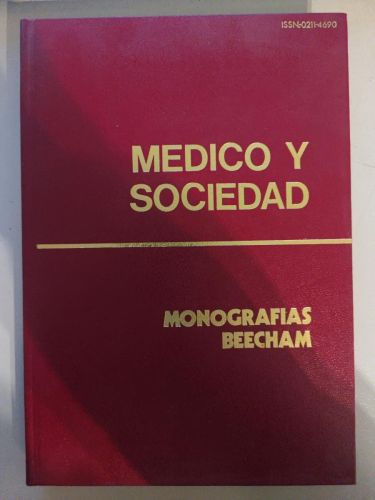 ISSN-0211-4690
MEDICO Y
SOCIEDAD
MONOGRAFIAS
BEECHAM